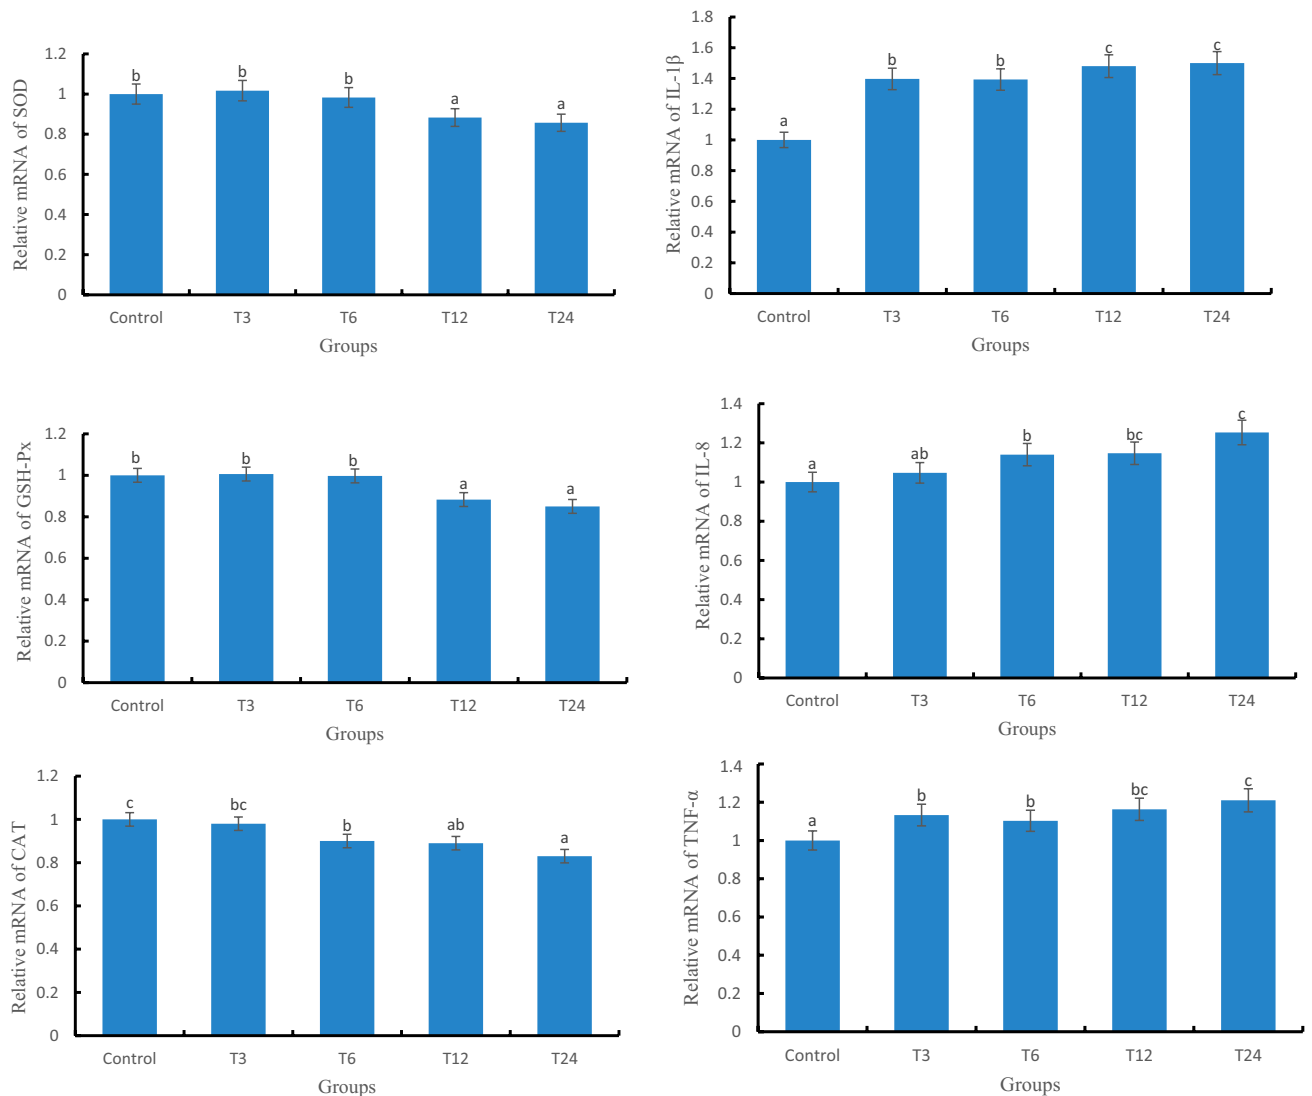 Relative mRNA of SOD
1.2
1
0.8
0.6
0.4
0.2
0
b
b
b
a
a
Control T3 T6 T12 T24
Groups
Relative mRNA of IL-1β
1.8
1.6
1.4
1.2
1
0.8
0.6
0.4
0.2
0
a
b
b
c
c
Control T3 T6 T12 T24
Groups
Relative mRNA of GSH-Px
1.2
1
0.8
0.6
0.4
0.2
0
b
b
b
a
a
Control T3 T6 T12 T24
Groups
Relative mRNA of IL-8
1.4
1.2
1
0.8
0.6
0.4
0.2
0
a
ab
b
bc
c
Control T3 T6 T12 T24
Groups
Relative mRNA of CAT
1.2
1
0.8
0.6
0.4
0.2
0
c
bc
b
ab
a
Control T3 T6 T12 T24
Groups
Relative mRNA of TNF-α
1.4
1.2
1
0.8
0.6
0.4
0.2
0
a
b
b
bc
c
Control T3 T6 T12 T24
Groups